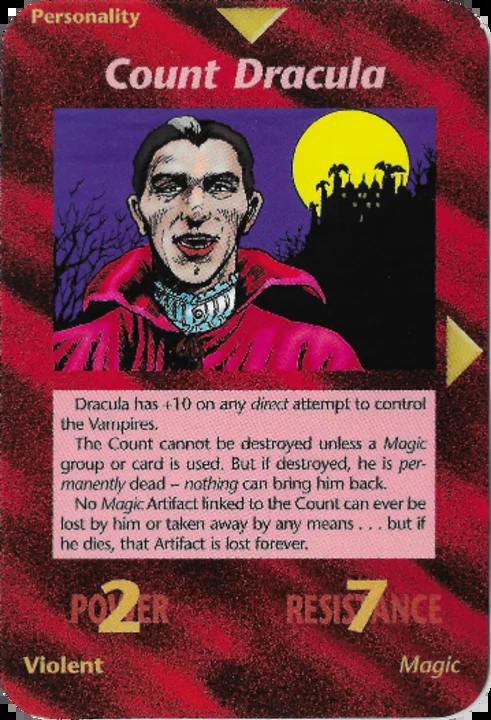 Personality
Count Dracula
Dracula has +10 on any direct attempt to control
the Vampires.
The Count cannot be destroyed unless a Magic
group or card is used. But if destroyed, he is per-
manently dead – nothing can bring him back.
No Magic Artifact linked to the Count can ever be
lost by him or taken away by any means . . . but if
he dies, that Artifact is lost forever.
POWER 2 RESISTANCE 7
Violent Magic